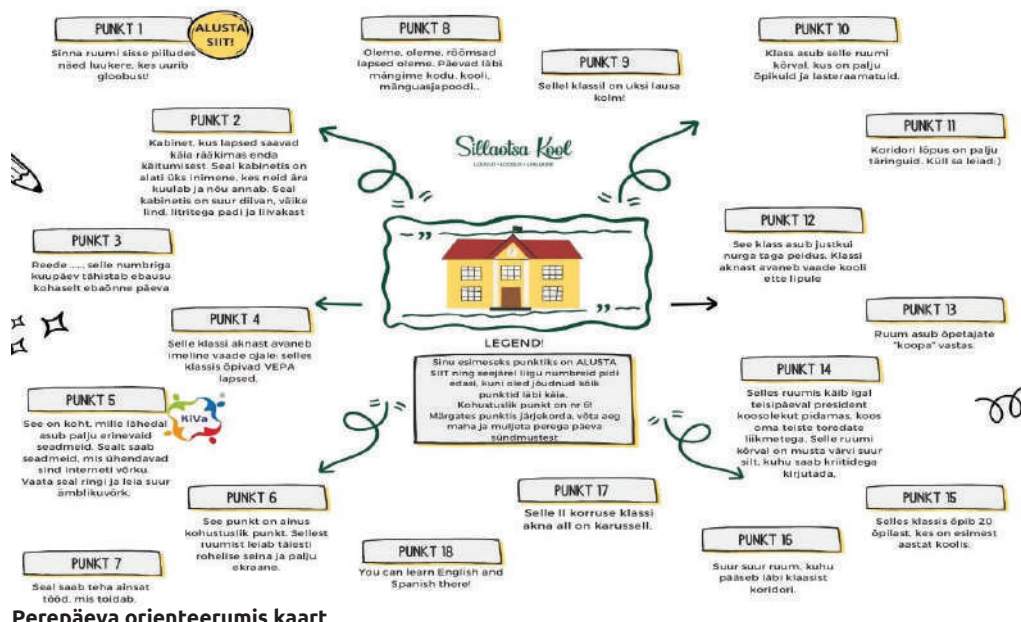 PUNKT 1
ALUSTA
SIIT!
Sinna ruumi sisse piiludes
näed luukere, kes uurib
gloobust!
PUNKT 2
Kabinet, kus lapsed saavad
käia rääkimas enda
käitumisest. Seal kabinetis on
alati üks inimene, kes neid ära
kuulab ja nõu annab. Seal
kabinetis on suur diivan, väike
lind, litritega padi ja liivakast
PUNKT 3
Reede ...., selle numbriga
kuupäev tähistab ebausu
kohaselt ebaõnne päeva
PUNKT 4
Selle klassi aknast avaneb
imeline vaade ojale; selles
klassis õpivad VEPA
lapsed.
PUNKT 5
KiVa
See on koht, mille lähedal
asub palju erinevaid
seadmeid. Sealt saab
seadmeid, mis ühendavad
sind interneti võrku.
Vaata seal ringi ja leia suur
ämblikuvõrk.
PUNKT 6
See punkt on ainus
kohustuslik punkt. Sellest
ruumist leiab täiesti
rohelise seina ja palju
ekraane.
PUNKT 7
Seal saab teha ainsat
tööd, mis toidab.
PUNKT 8
Oleme, oleme, rõõmsad
lapsed oleme. Päevad läbi
mängime kodu, kooli,
mänguasjapoodi..
PUNKT 9
Sellel klassil on uksi lausa
kolm!
Sillaotsa Kool
LEGEND!
Sinu esimeseks punktiks on ALUSTA
SIIT ning seejärel liigu numbreid pidi
edasi, kuni oled jõudnud kõik
punktid läbi käia.
Kohustuslik punkt on nr 6!
Märgates punktis järjekorda, võta aeg
maha ja muljeta perega päeva
sündmustest
PUNKT 10
Klass asub selle ruumi
kõrval, kus on palju
õpikuid ja lasteraamatuid.
PUNKT 11
Koridori lõpus on palju
täringuid. Küll sa leiad:)
PUNKT 12
See klass asub justkui
nurga taga peidus. Klassi
aknast avaneb vaade kooli
ette lipule
PUNKT 13
Ruum asub õpetajate
"koopa" vastas.
PUNKT 14
Selles ruumis käib igal
teisipäeval president
koosolekut pidamas, koos
oma teiste toredate
liikmetega. Selle ruumi
kõrval on musta värvi suur
silt, kuhu saab kriitidega
kirjutada.
PUNKT 15
Selles klassis õpib 20
õpilast, kes on esimest
aastat koolis.
PUNKT 16
Suur suur ruum, kuhu
pääseb läbi klaasist
koridori.
PUNKT 17
Selle II korruse klassi
akna all on karussell.
PUNKT 18
You can learn English and
Spanish there!
Perepäeva orienteerumis kaart